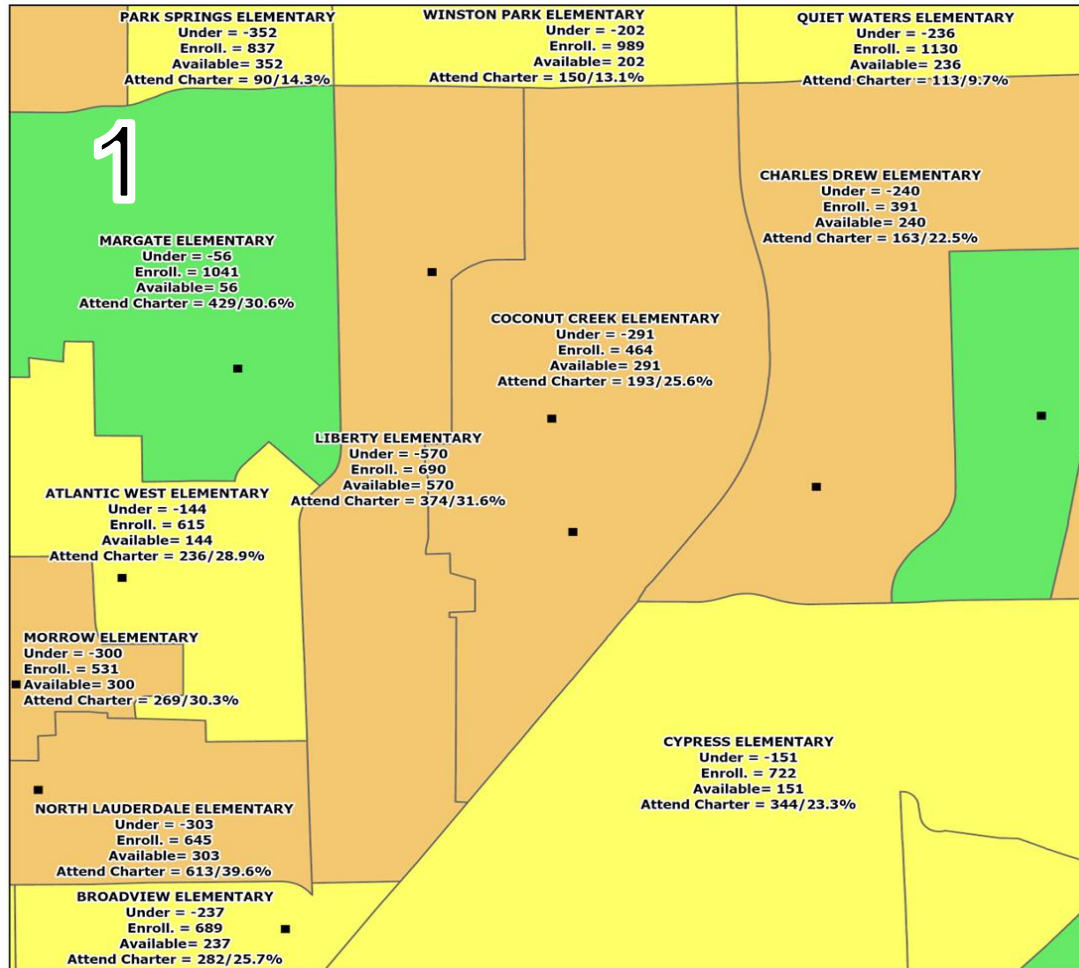 PARK SPRINGS ELEMENTARY
Under = -352
Enroll. = 837
Available= 352
Attend Charter = 90/14.3%
WINSTON PARK ELEMENTARY
Under = -202
Enroll. = 989
Available= 202
Attend Charter = 150/13.1%
QUIET WATERS ELEMENTARY
Under = -236
Enroll. = 1130
Available= 236
Attend Charter = 113/9.7%
1
CHARLES DREW ELEMENTARY
Under = -240
Enroll. = 391
Available= 240
Attend Charter = 163/22.5%
MARGATE ELEMENTARY
Under = -56
Enroll. = 1041
Available= 56
Attend Charter = 429/30.6%
COCONUT CREEK ELEMENTARY
Under = -291
Enroll. = 464
Available= 291
Attend Charter = 193/25.6%
LIBERTY ELEMENTARY
Under = -570
Enroll. = 690
Available= 570
Attend Charter = 374/31.6%
ATLANTIC WEST ELEMENTARY
Under = -144
Enroll. = 615
Available= 144
Attend Charter = 236/28.9%
MORROW ELEMENTARY
Under = -300
Enroll. = 531
Available= 300
Attend Charter = 269/30.3%
CYPRESS ELEMENTARY
Under = -151
Enroll. = 722
Available= 151
Attend Charter = 344/23.3%
NORTH LAUDERDALE ELEMENTARY
Under = -303
Enroll. = 645
Available= 303
Attend Charter = 613/39.6%
BROADVIEW ELEMENTARY
Under = -237
Enroll. = 689
Available= 237
Attend Charter = 282/25.7%